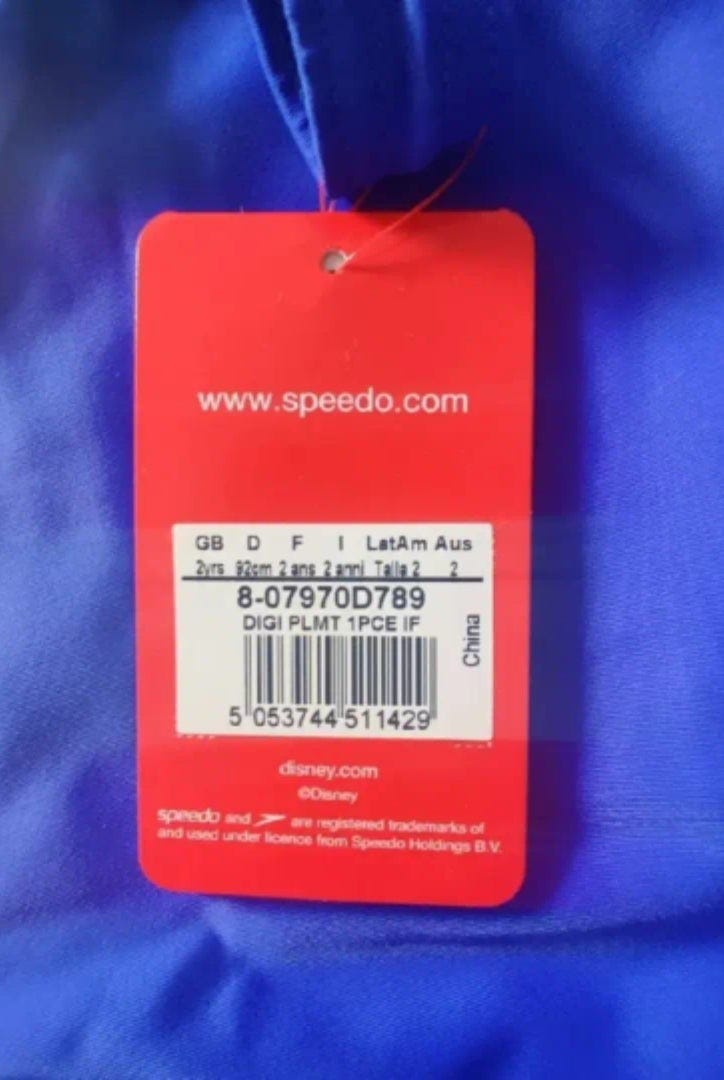 www.speedo.com
GB D F I LatAm Aus
2yrs 92cm 2 ans 2 anni Talla 2 2
8-07970D789
DIGI PLMT 1PCE IF
China
5 053744 511429
disney.com
©Disney
speedo and are registered trademarks of
and used under licence from Speedo Holdings B.V.